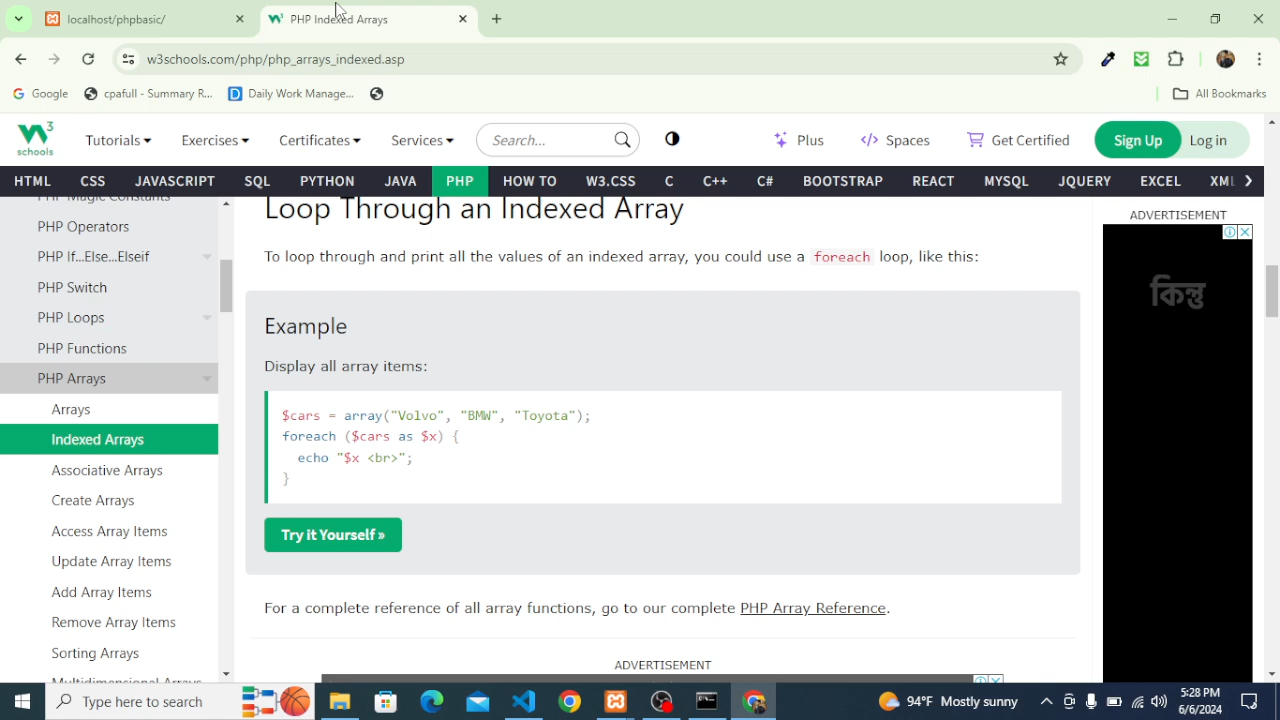 localhost/phpbasic/
PHP Indexed Arrays
w3schools.com/php/php_arrays_indexed.asp
Google
cpafull - Summary R...
Daily Work Manage...
All Bookmarks
W3
schools
Tutorials
Exercises
Certificates
Services
Search...
Plus
Spaces
Get Certified
Sign Up
Log in
HTML
CSS
JAVASCRIPT
SQL
PYTHON
JAVA
PHP
HOW TO
W3.CSS
C
C++
C#
BOOTSTRAP
REACT
MYSQL
JQUERY
EXCEL
XML
PHP Magic Constants
PHP Operators
PHP If...Else...Elseif
PHP Switch
PHP Loops
PHP Functions
PHP Arrays
Arrays
Indexed Arrays
Associative Arrays
Create Arrays
Access Array Items
Update Array Items
Add Array Items
Remove Array Items
Sorting Arrays
Multidimensional Arrays
Loop Through an Indexed Array
To loop through and print all the values of an indexed array, you could use a foreach loop, like this:
Example
Display all array items:
$cars = array("Volvo", "BMW", "Toyota");
foreach ($cars as $x) {
echo "$x <br>";
}
Try it Yourself »
For a complete reference of all array functions, go to our complete PHP Array Reference.
ADVERTISEMENT
ADVERTISEMENT
কিন্তু
Type here to search
94°F Mostly sunny
5:28 PM
6/6/2024